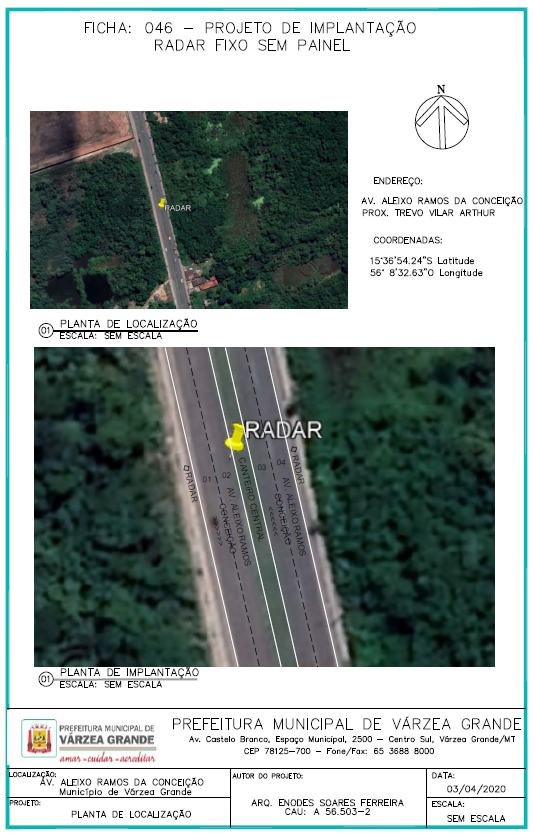 FICHA: 046 – PROJETO DE IMPLANTAÇÃO
RADAR FIXO SEM PAINEL
N
RADAR
ENDEREÇO:
AV. ALEIXO RAMOS DA CONCEIÇÃO
PROX. TREVO VILAR ARTHUR
COORDENADAS:
15°36'54.24"S Latitude
56° 8'32.63"O Longitude
01 PLANTA DE LOCALIZAÇÃO
ESCALA: SEM ESCALA
RADAR
RADAR
01
02
CANTEIRO CENTRAL
03
04
RADAR
AV. ALEIXO RAMOS
CONCEIÇÃO
>>>>>
AV. ALEIXO RAMOS
CONCEIÇÃO
<<<<<
01 PLANTA DE IMPLANTAÇÃO
ESCALA: SEM ESCALA
PREFEITURA MUNICIPAL DE
VÁRZEA GRANDE
amar - cuidar - acreditar
PREFEITURA MUNICIPAL DE VÁRZEA GRANDE
Av. Castelo Branco, Espaço Municipal, 2500 – Centro Sul, Várzea Grande/MT
CEP 78125–700 – Fone/Fax: 65 3688 8000
LOCALIZAÇÃO:
AV. ALEIXO RAMOS DA CONCEIÇÃO
Município de Várzea Grande
PROJETO:
PLANTA DE LOCALIZAÇÃO
AUTOR DO PROJETO:
ARQ. ENODES SOARES FERREIRA
CAU: A 56.503–2
DATA:
03/04/2020
ESCALA:
SEM ESCALA